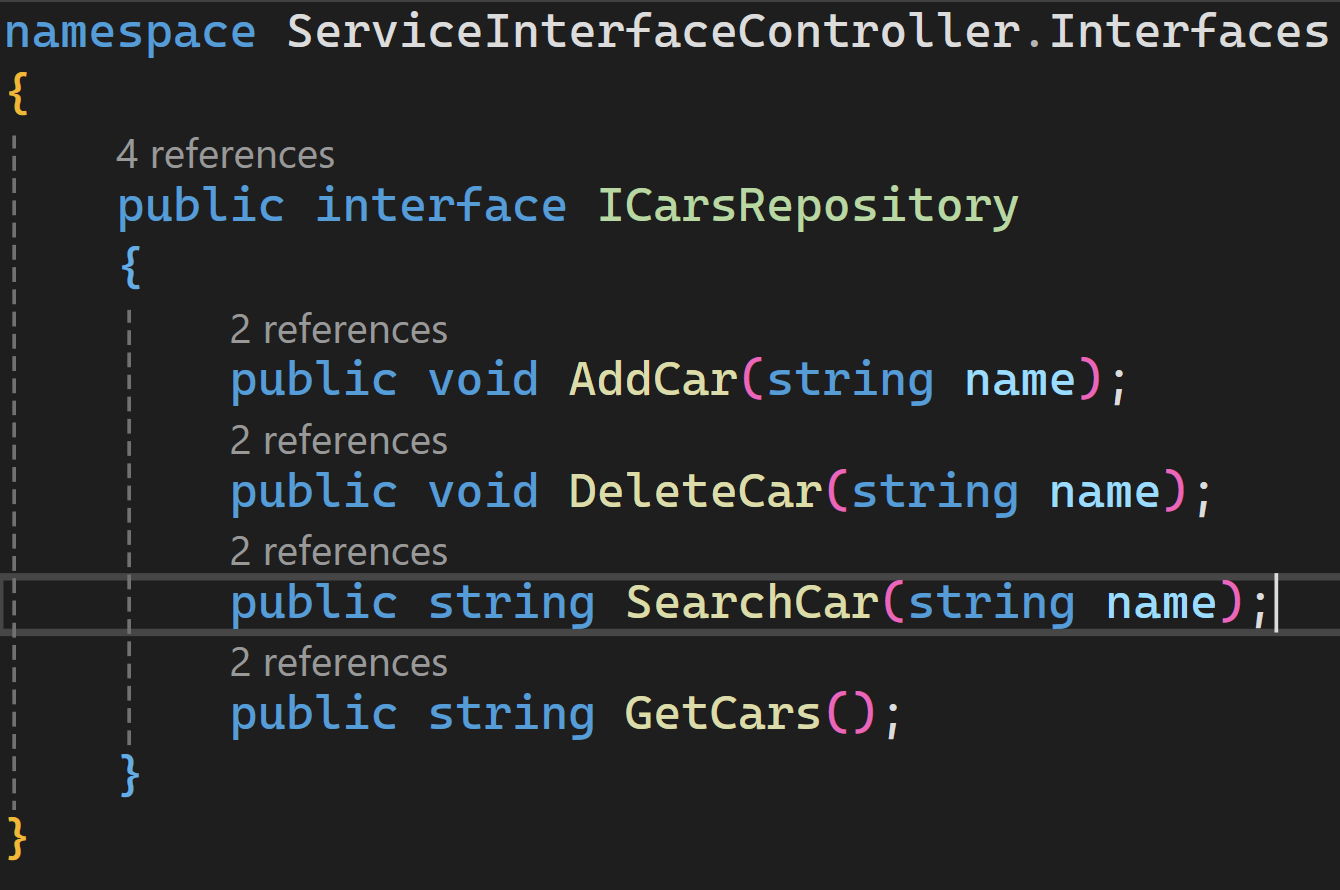 namespace ServiceInterfaceController.Interfaces
{
4 references
public interface ICarsRepository
{
2 references
public void AddCar(string name);
2 references
public void DeleteCar(string name);
2 references
public string SearchCar(string name);
2 references
public string GetCars();
}
}